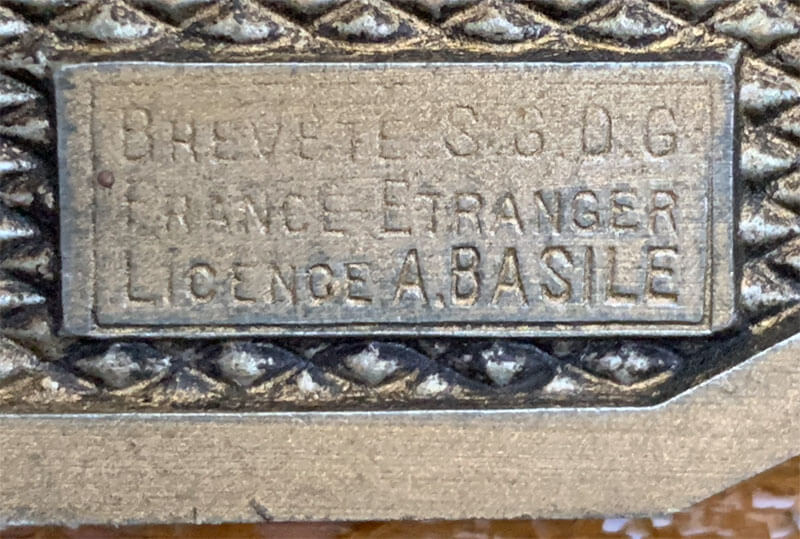 BREVETE S.G.D.G
FRANCE ETRANGER
LICENCE A.BASILE